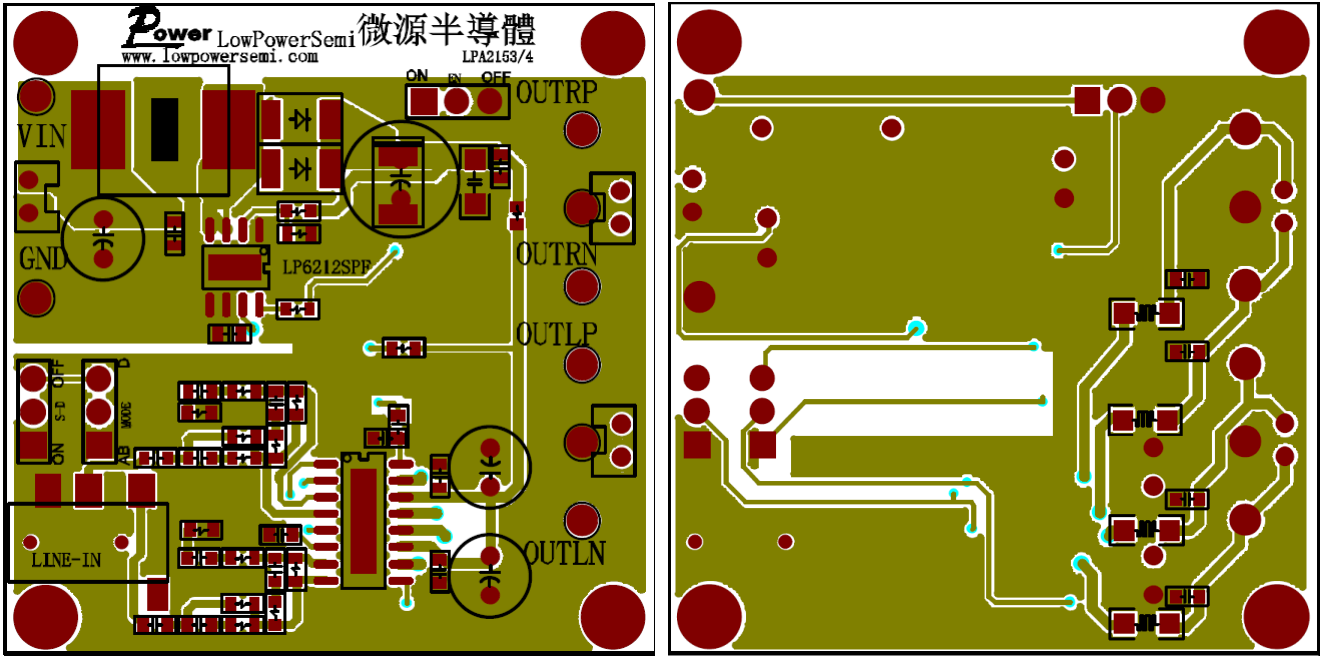 Power LowPowerSemi 微源半導體
www.lowpowersemi.com LPA2153/4
ON EN OFF
OUTRP
VIN
OUTRN
GND
LP6212SPF
OUTLP
OFF
S-D
ON
D
MODE
AB
LINE-IN
OUTLN